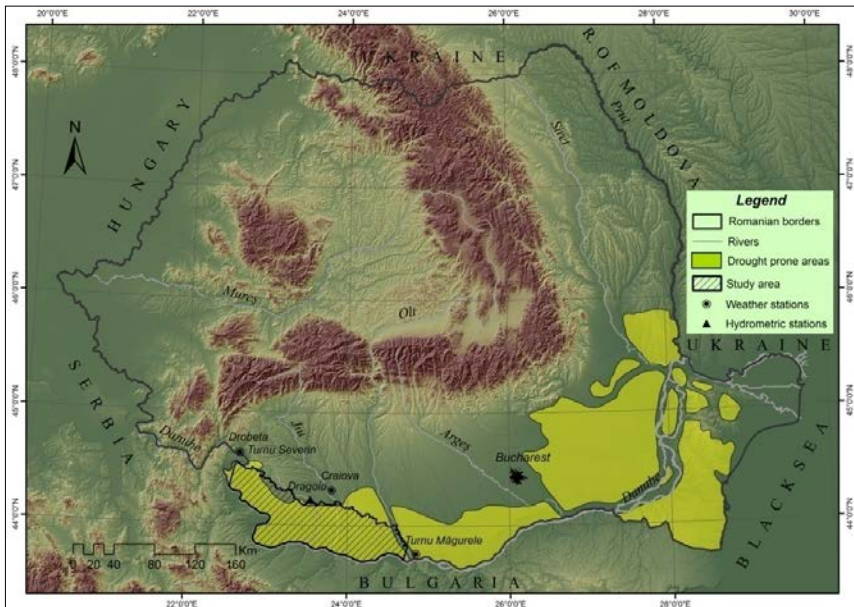 20°0'0"E 22°0'0"E 24°0'0"E 26°0'0"E 28°0'0"E 30°0'0"E
UKRAINE
R. OF MOLDOVA
HUNGARY
N
Siret
Prut
Legend
Romanian borders
Rivers
Drought prone areas
Study area
Weather stations
Hydrometric stations
Mureș
Olt
UKRAINE
SERBIA
Danube
Drobeta
Turnu Severin
Jiu
Craiova
Argeș
Bucharest
Danube
BLACK SEA
Turnu Măgurele
0 20 40 80 120 160
Km
BULGARIA
22°0'0"E 24°0'0"E 26°0'0"E 28°0'0"E